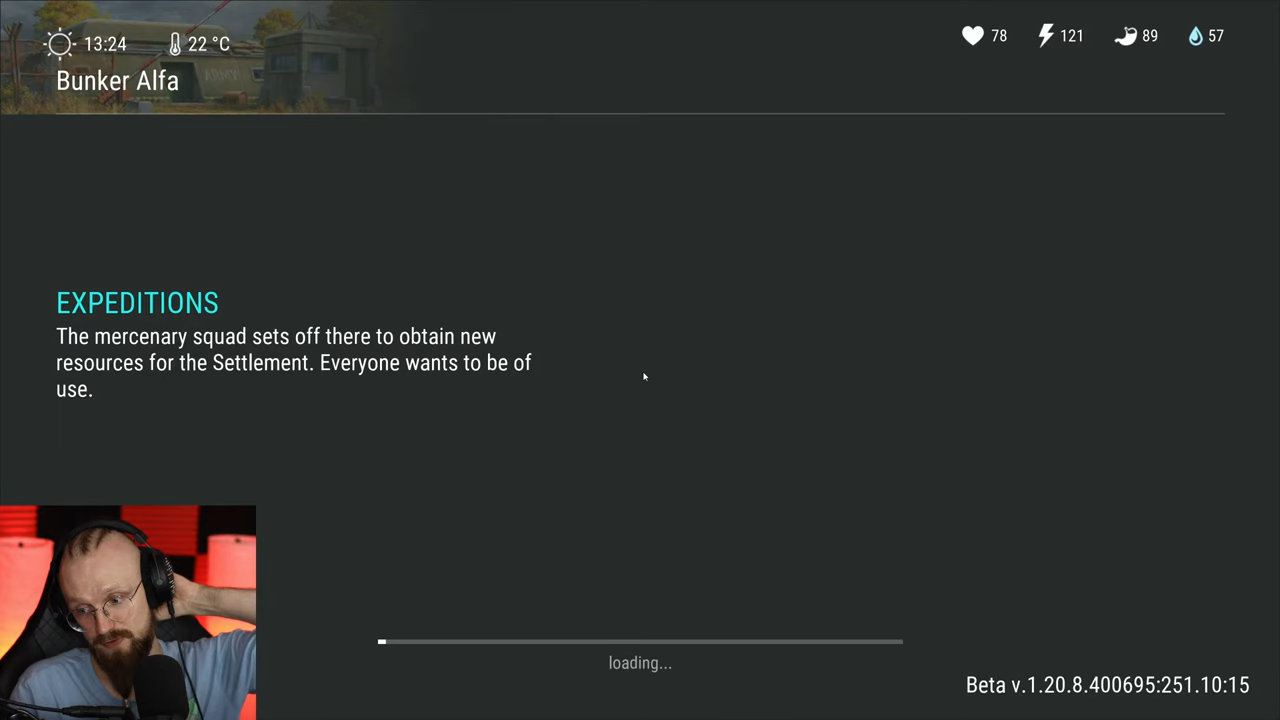 13:24 22 °C
78 121 89 57
Bunker Alfa
EXPEDITIONS
The mercenary squad sets off there to obtain new
resources for the Settlement. Everyone wants to be of
use.
loading...
Beta v.1.20.8.400695:251.10:15